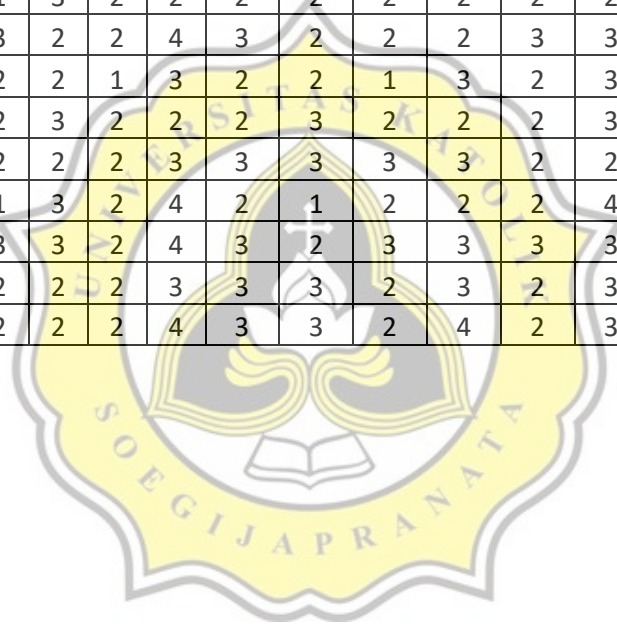 3 2 2 4 3 2 2 2 3 3
2 2 1 3 2 2 1 3 2 3
2 3 2 2 2 3 2 2 2 3
2 2 2 3 3 3 3 3 2 2
1 3 2 4 2 1 2 2 2 4
3 3 2 4 3 2 3 3 3 3
2 2 2 3 3 3 2 3 2 3
2 2 2 4 3 3 2 4 2 3
UNIVERSITAS KATOLIK
SOEGIJAPRANATA